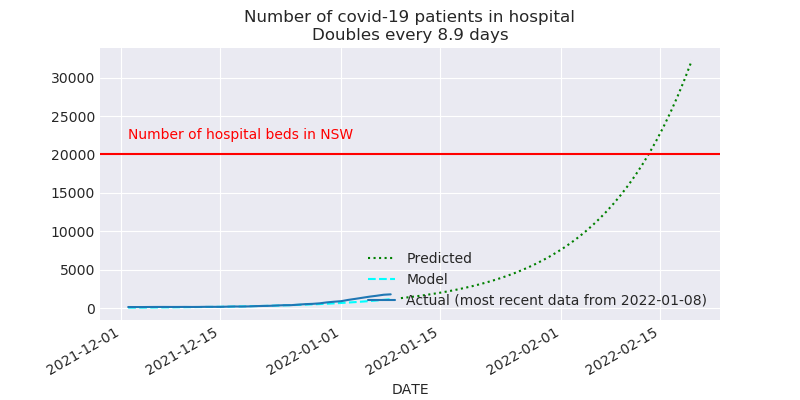 Number of covid-19 patients in hospital
Doubles every 8.9 days
30000
25000
Number of hospital beds in NSW
20000
15000
10000
Predicted
5000
Model
Actual (most recent data from 2022-01-08)
0
2021-12-01
2021-12-15
2022-01-01
2022-01-15
2022-02-01
2022-02-15
DATE